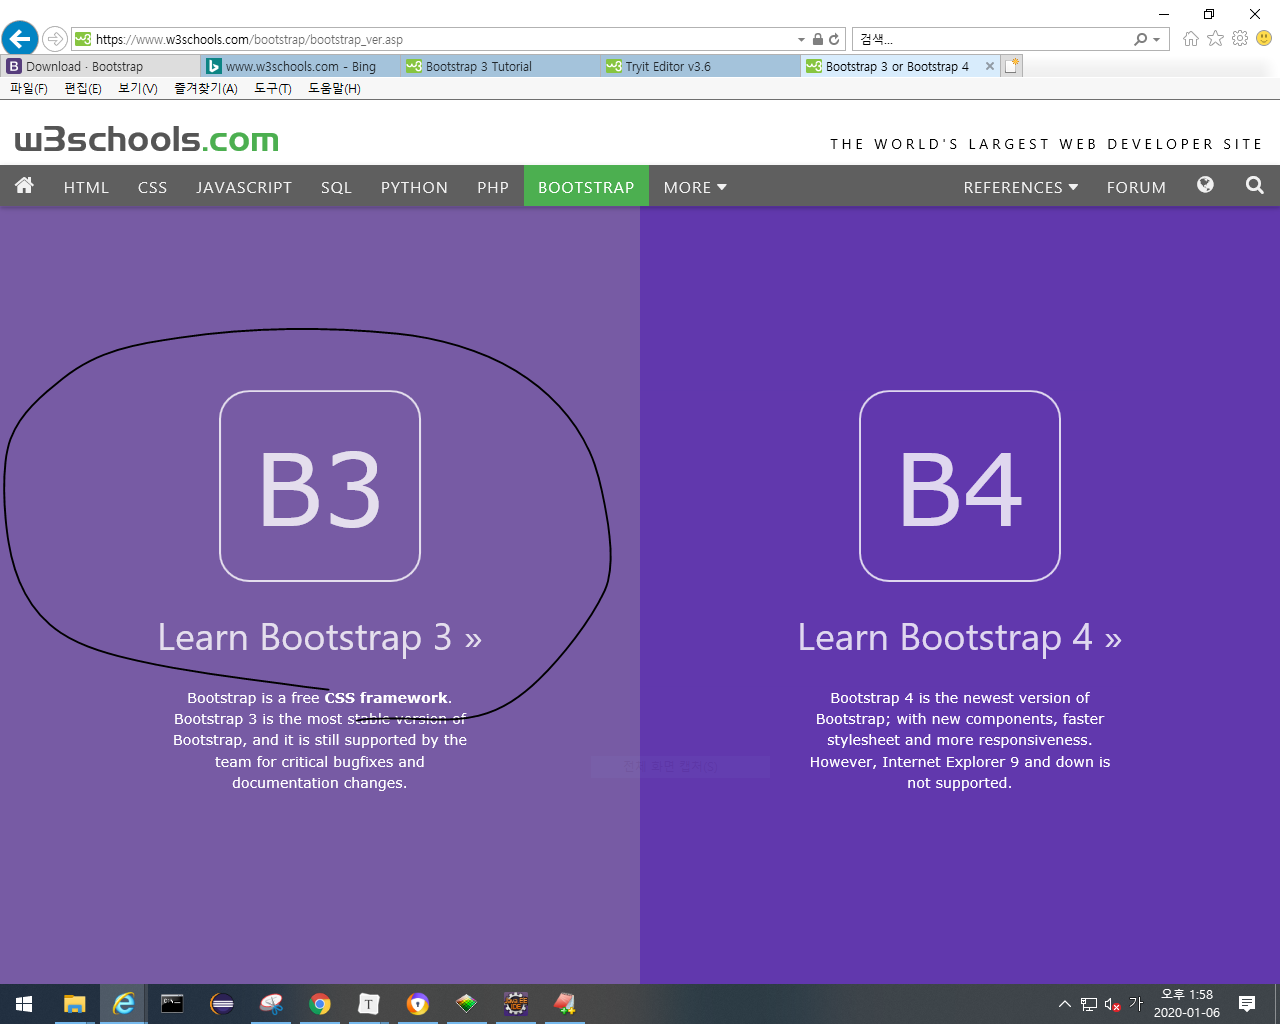 https://www.w3schools.com/bootstrap/bootstrap_ver.asp
검색...
Download · Bootstrap
www.w3schools.com - Bing
Bootstrap 3 Tutorial
Tryit Editor v3.6
Bootstrap 3 or Bootstrap 4
파일(F) 편집(E) 보기(V) 즐겨찾기(A) 도구(T) 도움말(H)
w3schools.com
THE WORLD'S LARGEST WEB DEVELOPER SITE
HTML CSS JAVASCRIPT SQL PYTHON PHP BOOTSTRAP MORE REFERENCES FORUM
B3
Learn Bootstrap 3 »
Bootstrap is a free CSS framework.
Bootstrap 3 is the most stable version of
Bootstrap, and it is still supported by the
team for critical bugfixes and
documentation changes.
B4
Learn Bootstrap 4 »
Bootstrap 4 is the newest version of
Bootstrap; with new components, faster
stylesheet and more responsiveness.
However, Internet Explorer 9 and down is
not supported.
가
오후 1:58
2020-01-06